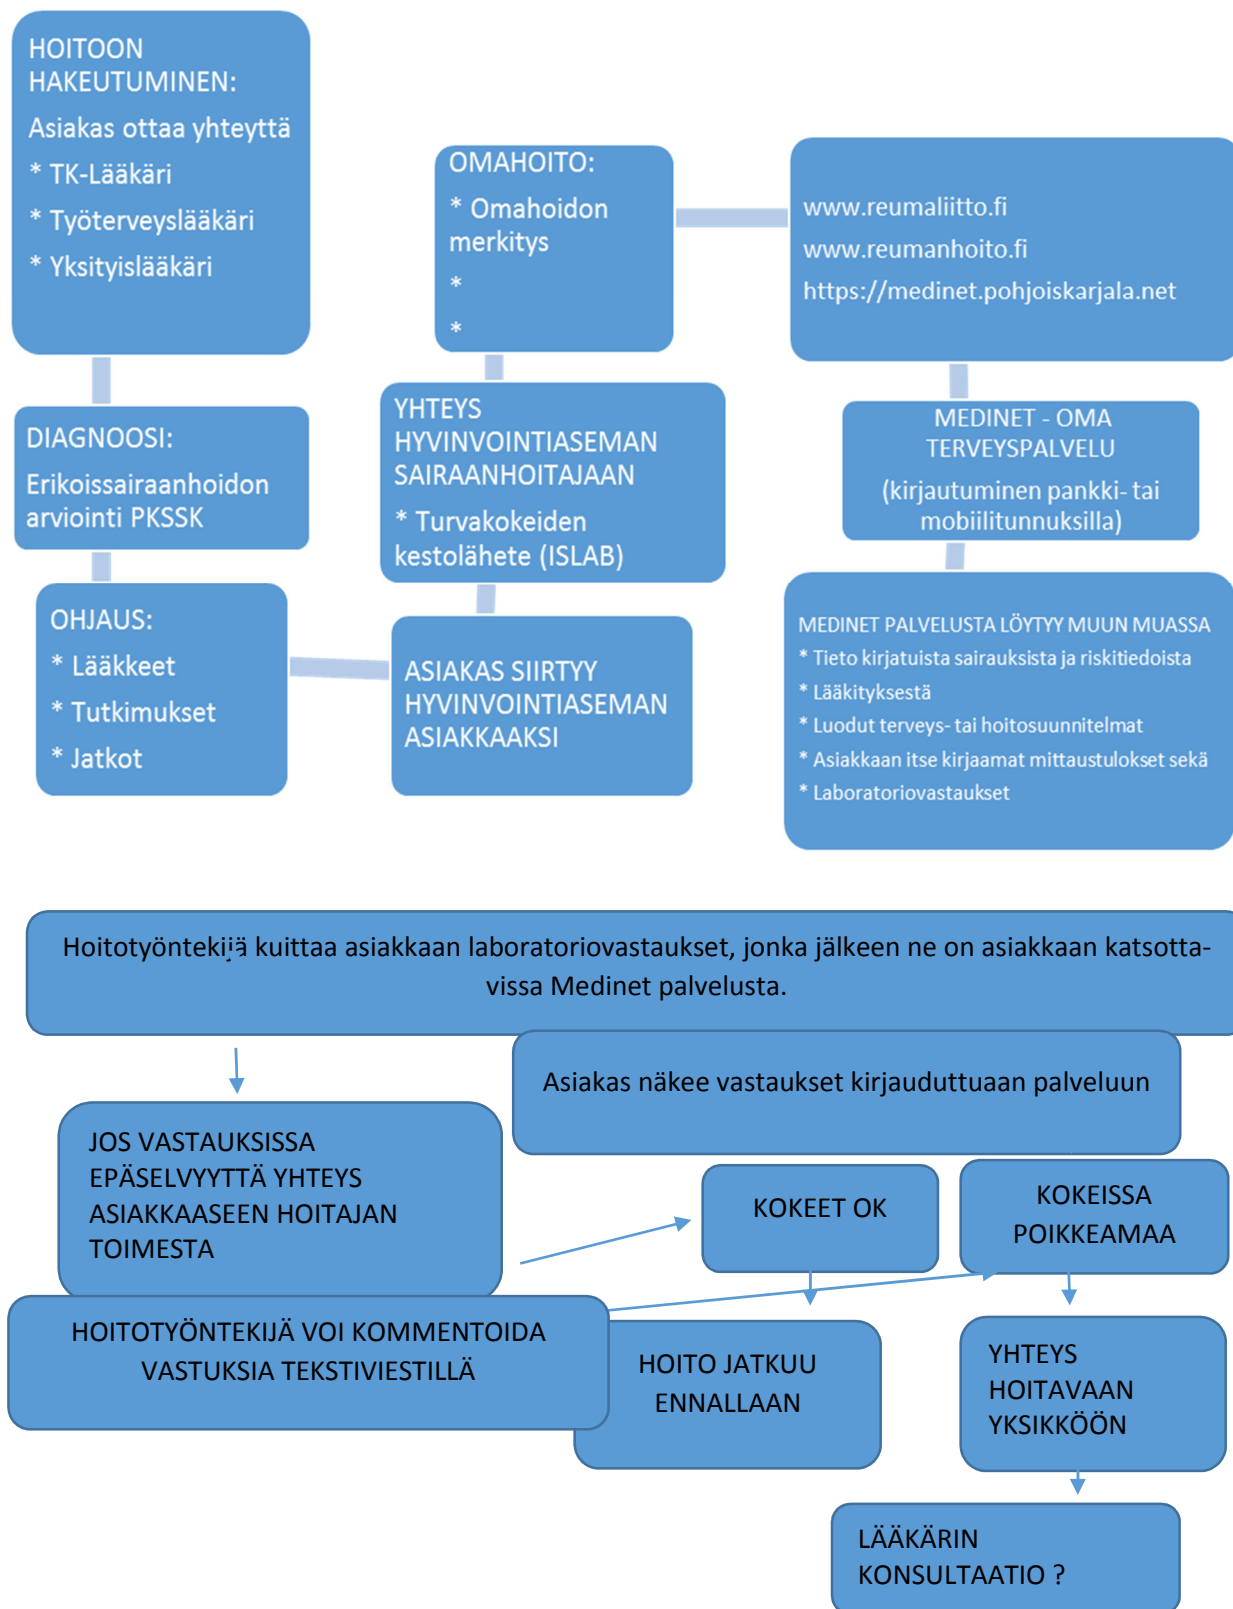 HOITOON
HAKEUTUMINEN:
Asiakas ottaa yhteyttä
* TK-Lääkäri
* Työterveyslääkäri
* Yksityislääkäri
DIAGNOOSI:
Erikoissairaanhoidon
arviointi PKSSK
OHJAUS:
* Lääkkeet
* Tutkimukset
* Jatkot
ASIAKAS SIIRTYY
HYVINVOINTIASEMAN
ASIAKKAAKSI
YHTEYS
HYVINVOINTIASEMAN
SAIRAANHOITAJAAN
* Turvakokeiden
kestolähete (ISLAB)
OMAHOITO:
* Omahoidon
merkitys
*
*
www.reumaliitto.fi
www.reumanhoito.fi
https://medinet.pohjoiskarjala.net
MEDINET - OMA
TERVEYSPALVELU
(kirjautuminen pankki- tai
mobiilitunnuksilla)
MEDINET PALVELUSTA LÖYTYY MUUN MUASSA
* Tieto kirjatuista sairauksista ja riskitiedoista
* Lääkityksestä
* Luodut terveys- tai hoitosuunnitelmat
* Asiakkaan itse kirjaamat mittaustulokset sekä
* Laboratoriovastaukset
Hoitotyöntekijä kuittaa asiakkaan laboratoriovastaukset, jonka jälkeen ne on asiakkaan katsotta-
vissa Medinet palvelusta.
Asiakas näkee vastaukset kirjauduttuaan palveluun
JOS VASTAUKSISSA
EPÄSELVYYTTÄ YHTEYS
ASIAKKAASEEN HOITAJAN
TOIMESTA
KOKEET OK
KOKEISSA
POIKKEAMAA
HOITOTYÖNTEKIJÄ VOI KOMMENTOIDA
VASTUKSIA TEKSTIVIESTILLÄ
HOITO JATKUU
ENNALLAAN
YHTEYS
HOITAVAAN
YKSIKKÖÖN
LÄÄKÄRIN
KONSULTAATIO ?